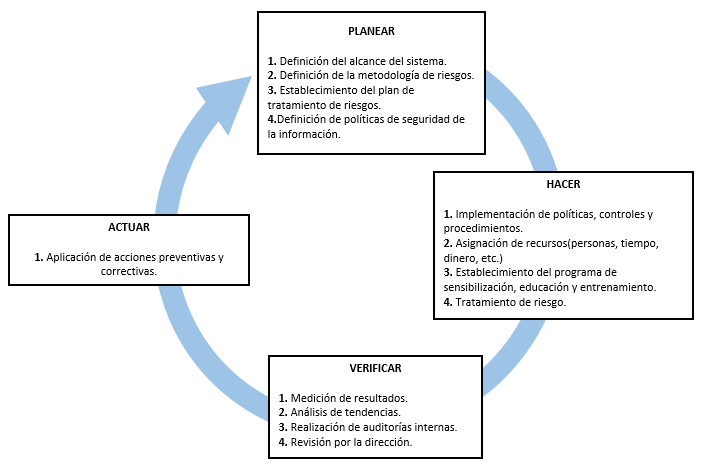 PLANEAR
1. Definición del alcance del sistema.
2. Definición de la metodología de riesgos.
3. Establecimiento del plan de
tratamiento de riesgos.
4.Definición de políticas de seguridad de
la información.
HACER
1. Implementación de políticas, controles y
procedimientos.
2. Asignación de recursos(personas, tiempo,
dinero, etc.)
3. Establecimiento del programa de
sensibilización, educación y entrenamiento.
4. Tratamiento de riesgo.
VERIFICAR
1. Medición de resultados.
2. Análisis de tendencias.
3. Realización de auditorías internas.
4. Revisión por la dirección.
ACTUAR
1. Aplicación de acciones preventivas y
correctivas.